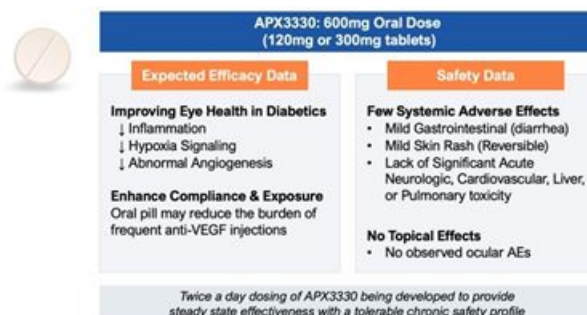 APX3330: 600mg Oral Dose
(120mg or 300mg tablets)
Expected Efficacy Data
Improving Eye Health in Diabetics
↓ Inflammation
↓ Hypoxia Signaling
↓ Abnormal Angiogenesis
Enhance Compliance & Exposure
Oral pill may reduce the burden of
frequent anti-VEGF injections
Safety Data
Few Systemic Adverse Effects
• Mild Gastrointestinal (diarrhea)
• Mild Skin Rash (Reversible)
• Lack of Significant Acute
Neurologic, Cardiovascular, Liver,
or Pulmonary toxicity
No Topical Effects
• No observed ocular AEs
Twice a day dosing of APX3330 being developed to provide
steady state effectiveness with a tolerable chronic safety profile